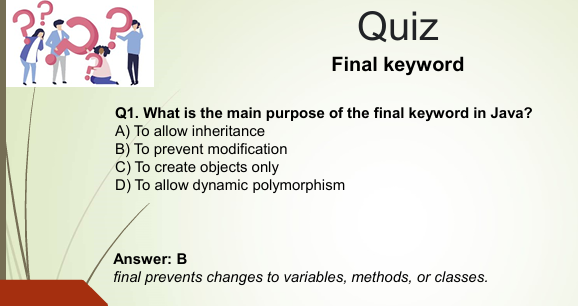 Quiz
Final keyword
Q1. What is the main purpose of the final keyword in Java?
A) To allow inheritance
B) To prevent modification
C) To create objects only
D) To allow dynamic polymorphism
Answer: B
final prevents changes to variables, methods, or classes.